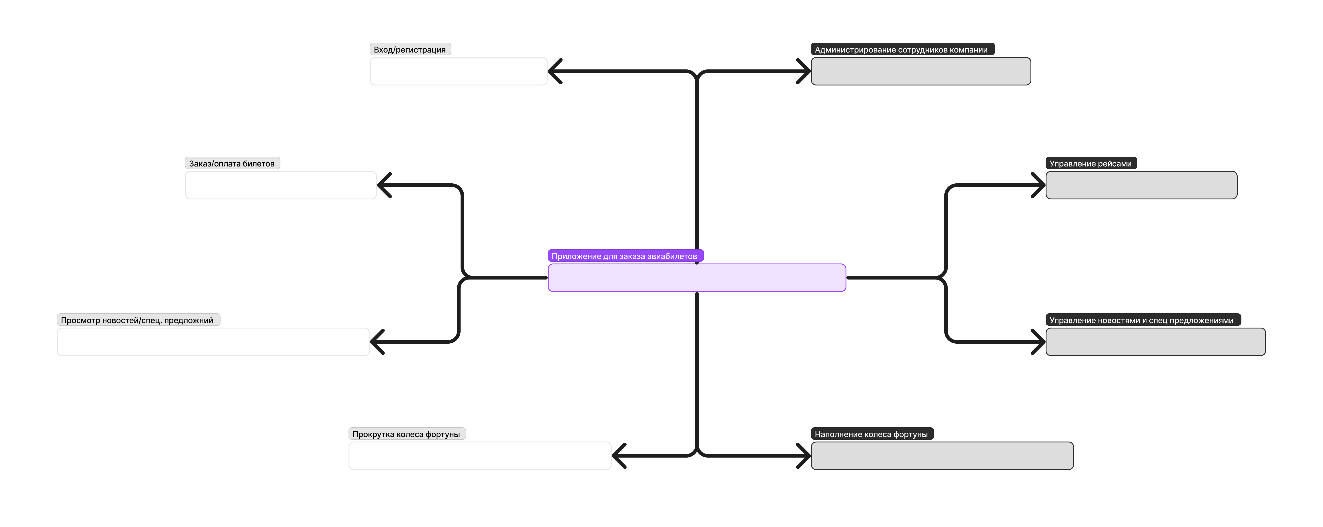 Вход/регистрация
Администрирование сотрудников компании
Заказ/оплата билетов
Управление рейсами
Приложение для заказа авиабилетов
Просмотр новостей/спец. предложний
Управление новостями и спец предложениями
Прокрутка колеса фортуны
Наполнение колеса фортуны